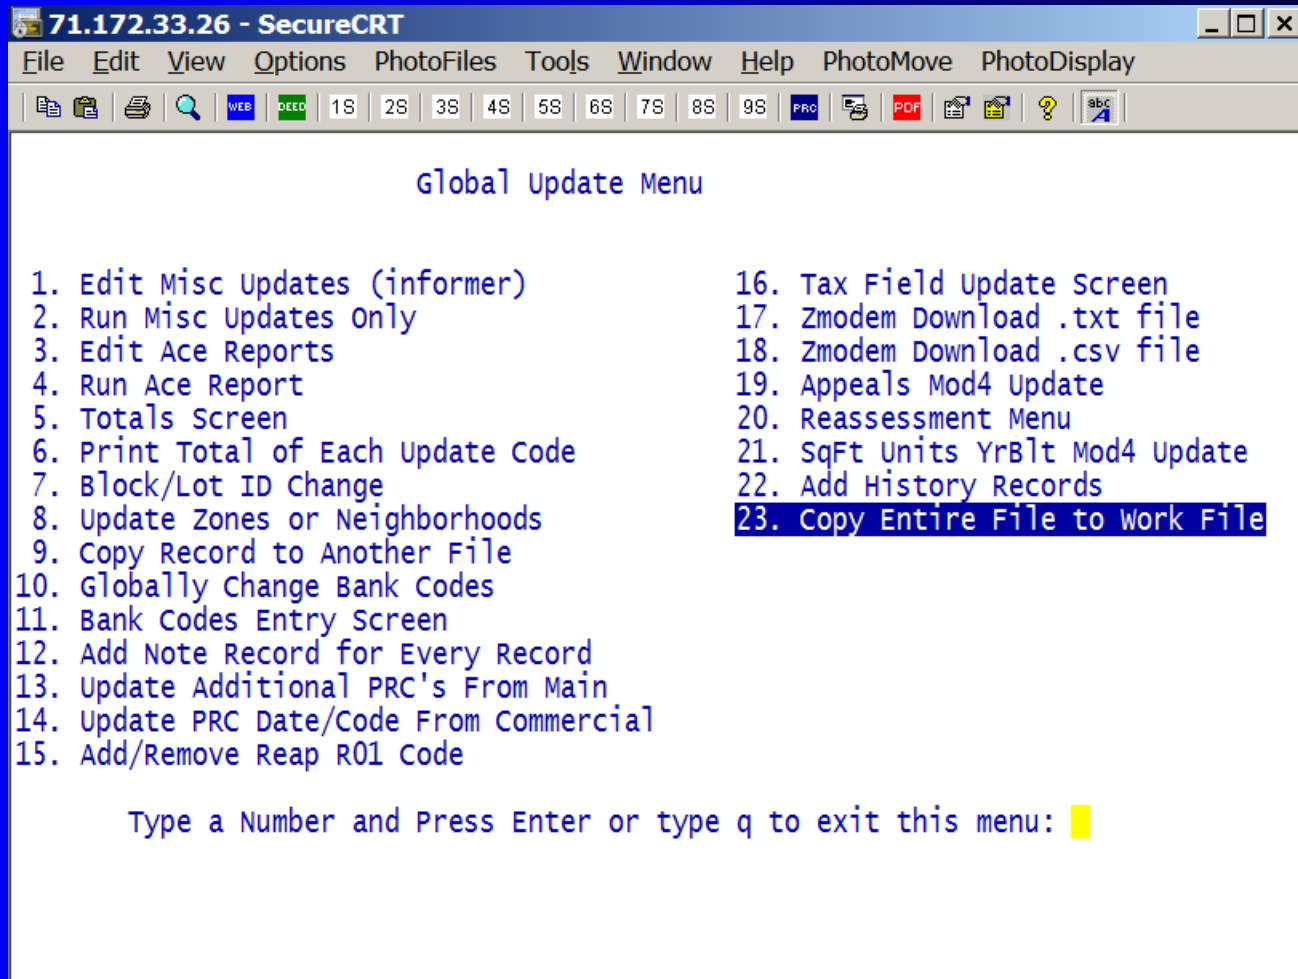 71.172.33.26 - SecureCRT
File Edit View Options PhotoFiles Tools Window Help PhotoMove PhotoDisplay
WEB DEED 1S 2S 3S 4S 5S 6S 7S 8S 9S PRC PDF abc A
Global Update Menu
1. Edit Misc Updates (informer)
2. Run Misc Updates Only
3. Edit Ace Reports
4. Run Ace Report
5. Totals Screen
6. Print Total of Each Update Code
7. Block/Lot ID Change
8. Update Zones or Neighborhoods
9. Copy Record to Another File
10. Globally Change Bank Codes
11. Bank Codes Entry Screen
12. Add Note Record for Every Record
13. Update Additional PRC's From Main
14. Update PRC Date/Code From Commercial
15. Add/Remove Reap R01 Code
16. Tax Field Update Screen
17. Zmodem Download .txt file
18. Zmodem Download .csv file
19. Appeals Mod4 Update
20. Reassessment Menu
21. SqFt Units YrBlt Mod4 Update
22. Add History Records
23. Copy Entire File to Work File
Type a Number and Press Enter or type q to exit this menu: